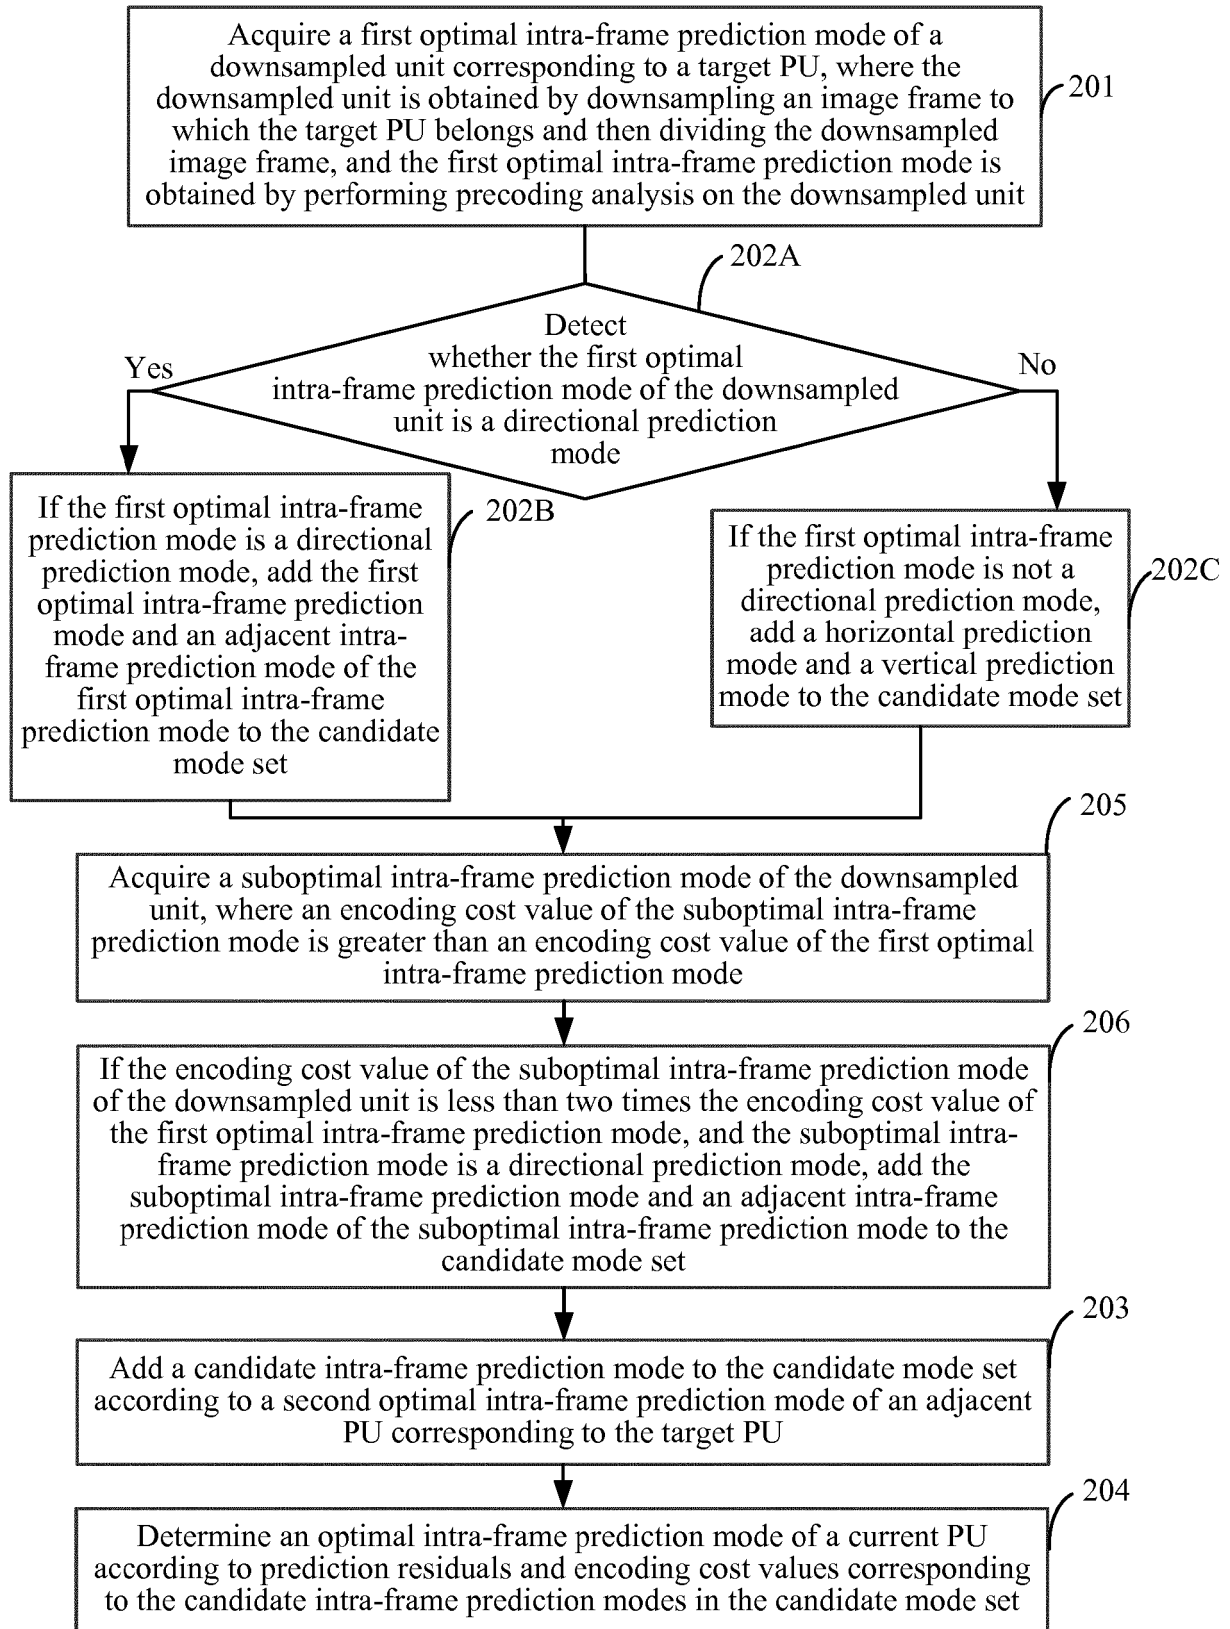 Acquire a first optimal intra-frame prediction mode of a
downsampled unit corresponding to a target PU, where the
downsampled unit is obtained by downsampling an image frame to
which the target PU belongs and then dividing the downsampled
image frame, and the first optimal intra-frame prediction mode is
obtained by performing precoding analysis on the downsampled unit
201
202A
Detect
whether the first optimal
intra-frame prediction mode of the downsampled
unit is a directional prediction
mode
Yes
No
If the first optimal intra-frame
prediction mode is a directional
prediction mode, add the first
optimal intra-frame prediction
mode and an adjacent intra-
frame prediction mode of the
first optimal intra-frame
prediction mode to the candidate
mode set
202B
If the first optimal intra-frame
prediction mode is not a
directional prediction mode,
add a horizontal prediction
mode and a vertical prediction
mode to the candidate mode set
202C
205
Acquire a suboptimal intra-frame prediction mode of the downsampled
unit, where an encoding cost value of the suboptimal intra-frame
prediction mode is greater than an encoding cost value of the first optimal
intra-frame prediction mode
206
If the encoding cost value of the suboptimal intra-frame prediction mode
of the downsampled unit is less than two times the encoding cost value of
the first optimal intra-frame prediction mode, and the suboptimal intra-
frame prediction mode is a directional prediction mode, add the
suboptimal intra-frame prediction mode and an adjacent intra-frame
prediction mode of the suboptimal intra-frame prediction mode to the
candidate mode set
203
Add a candidate intra-frame prediction mode to the candidate mode set
according to a second optimal intra-frame prediction mode of an adjacent
PU corresponding to the target PU
204
Determine an optimal intra-frame prediction mode of a current PU
according to prediction residuals and encoding cost values corresponding
to the candidate intra-frame prediction modes in the candidate mode set